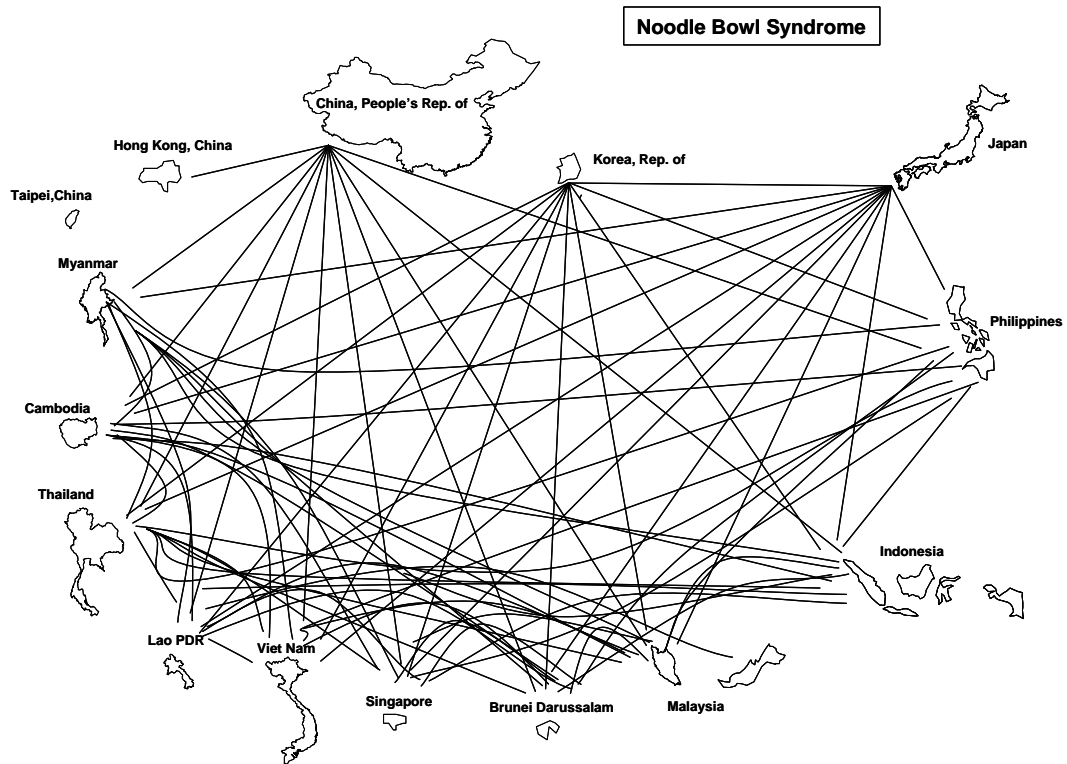 Noodle Bowl Syndrome
China, People's Rep. of
Hong Kong, China
Korea, Rep. of
Japan
Taipei,China
Myanmar
Philippines
Cambodia
Thailand
Indonesia
Lao PDR
Viet Nam
Singapore
Brunei Darussalam
Malaysia